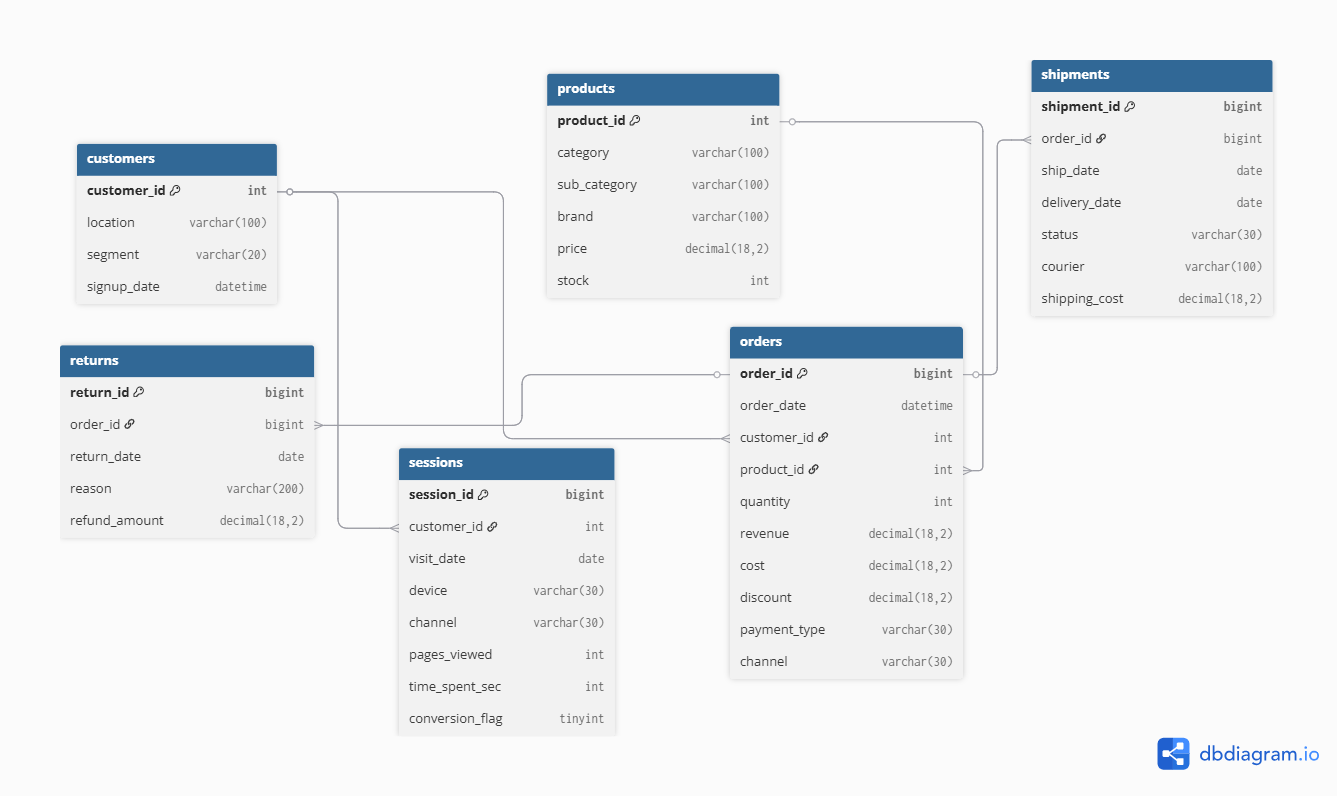 customers
customer_id int
location varchar(100)
segment varchar(20)
signup_date datetime
returns
return_id bigint
order_id bigint
return_date date
reason varchar(200)
refund_amount decimal(18,2)
sessions
session_id bigint
customer_id int
visit_date date
device varchar(30)
channel varchar(30)
pages_viewed int
time_spent_sec int
conversion_flag tinyint
products
product_id int
category varchar(100)
sub_category varchar(100)
brand varchar(100)
price decimal(18,2)
stock int
orders
order_id bigint
order_date datetime
customer_id int
product_id int
quantity int
revenue decimal(18,2)
cost decimal(18,2)
discount decimal(18,2)
payment_type varchar(30)
channel varchar(30)
shipments
shipment_id bigint
order_id bigint
ship_date date
delivery_date date
status varchar(30)
courier varchar(100)
shipping_cost decimal(18,2)
dbdiagram.io